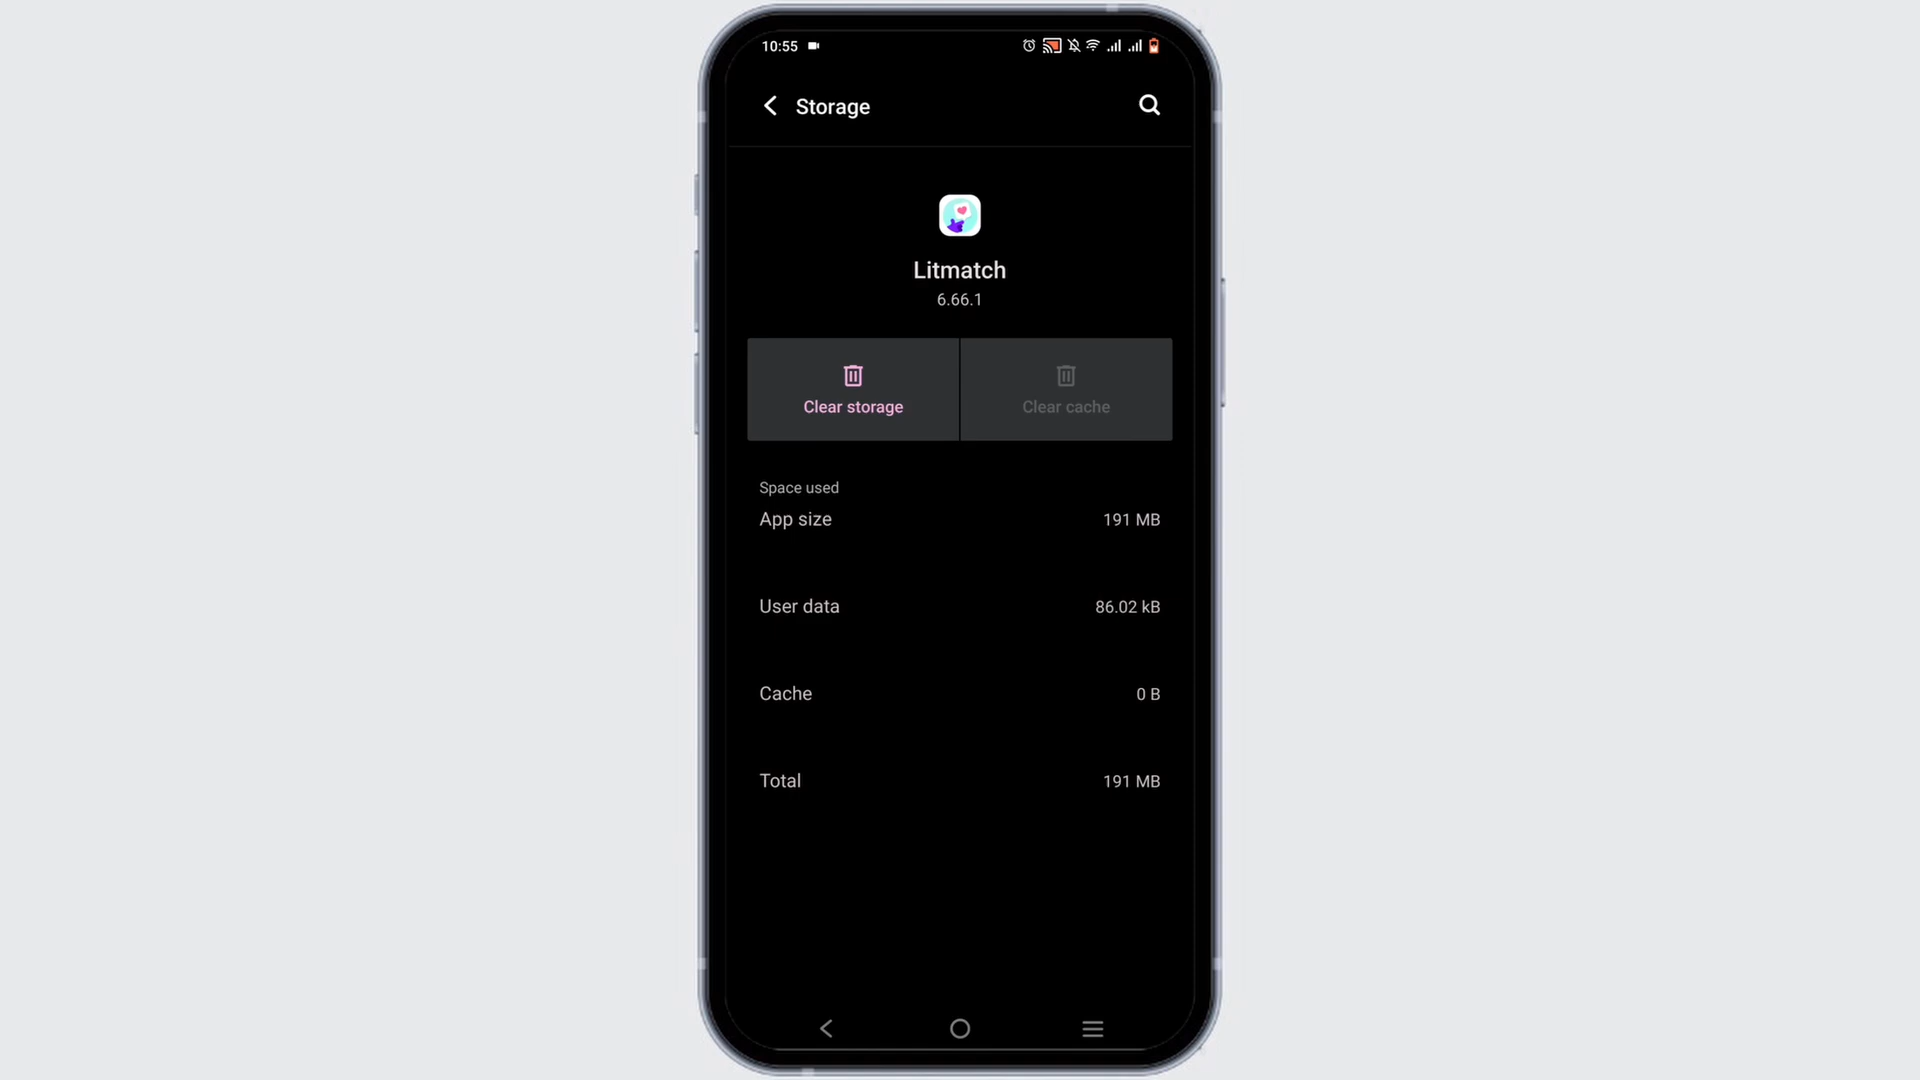 10:55
Storage
Litmatch
6.66.1
Clear storage
Clear cache
Space used
App size
191 MB
User data
86.02 kB
Cache
0 B
Total
191 MB